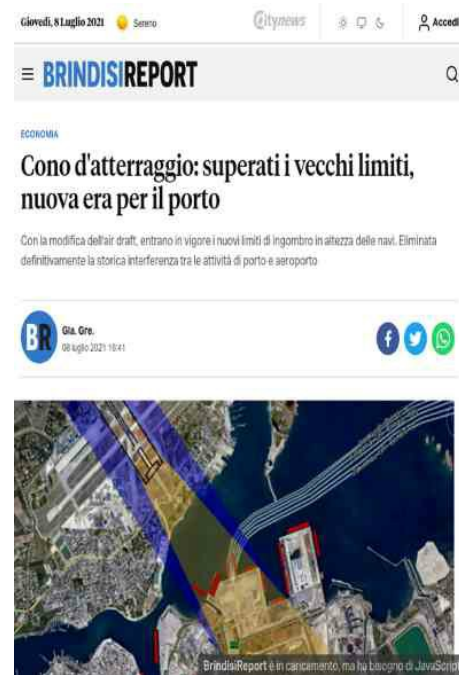 Giovedì, 8 Luglio 2021 Sereno citynews Accedi
BRINDISIREPORT
ECONOMIA
Cono d'atterraggio: superati i vecchi limiti,
nuova era per il porto
Con la modifica dell'air draft, entrano in vigore i nuovi limiti di ingombro in altezza delle navi. Eliminata
definitivamente la storica interferenza tra le attività di porto e aeroporto
BR
Gia. Gre.
08 luglio 2021 16:41
BrindisiReport è in caricamento, ma ha bisogno di JavaScript